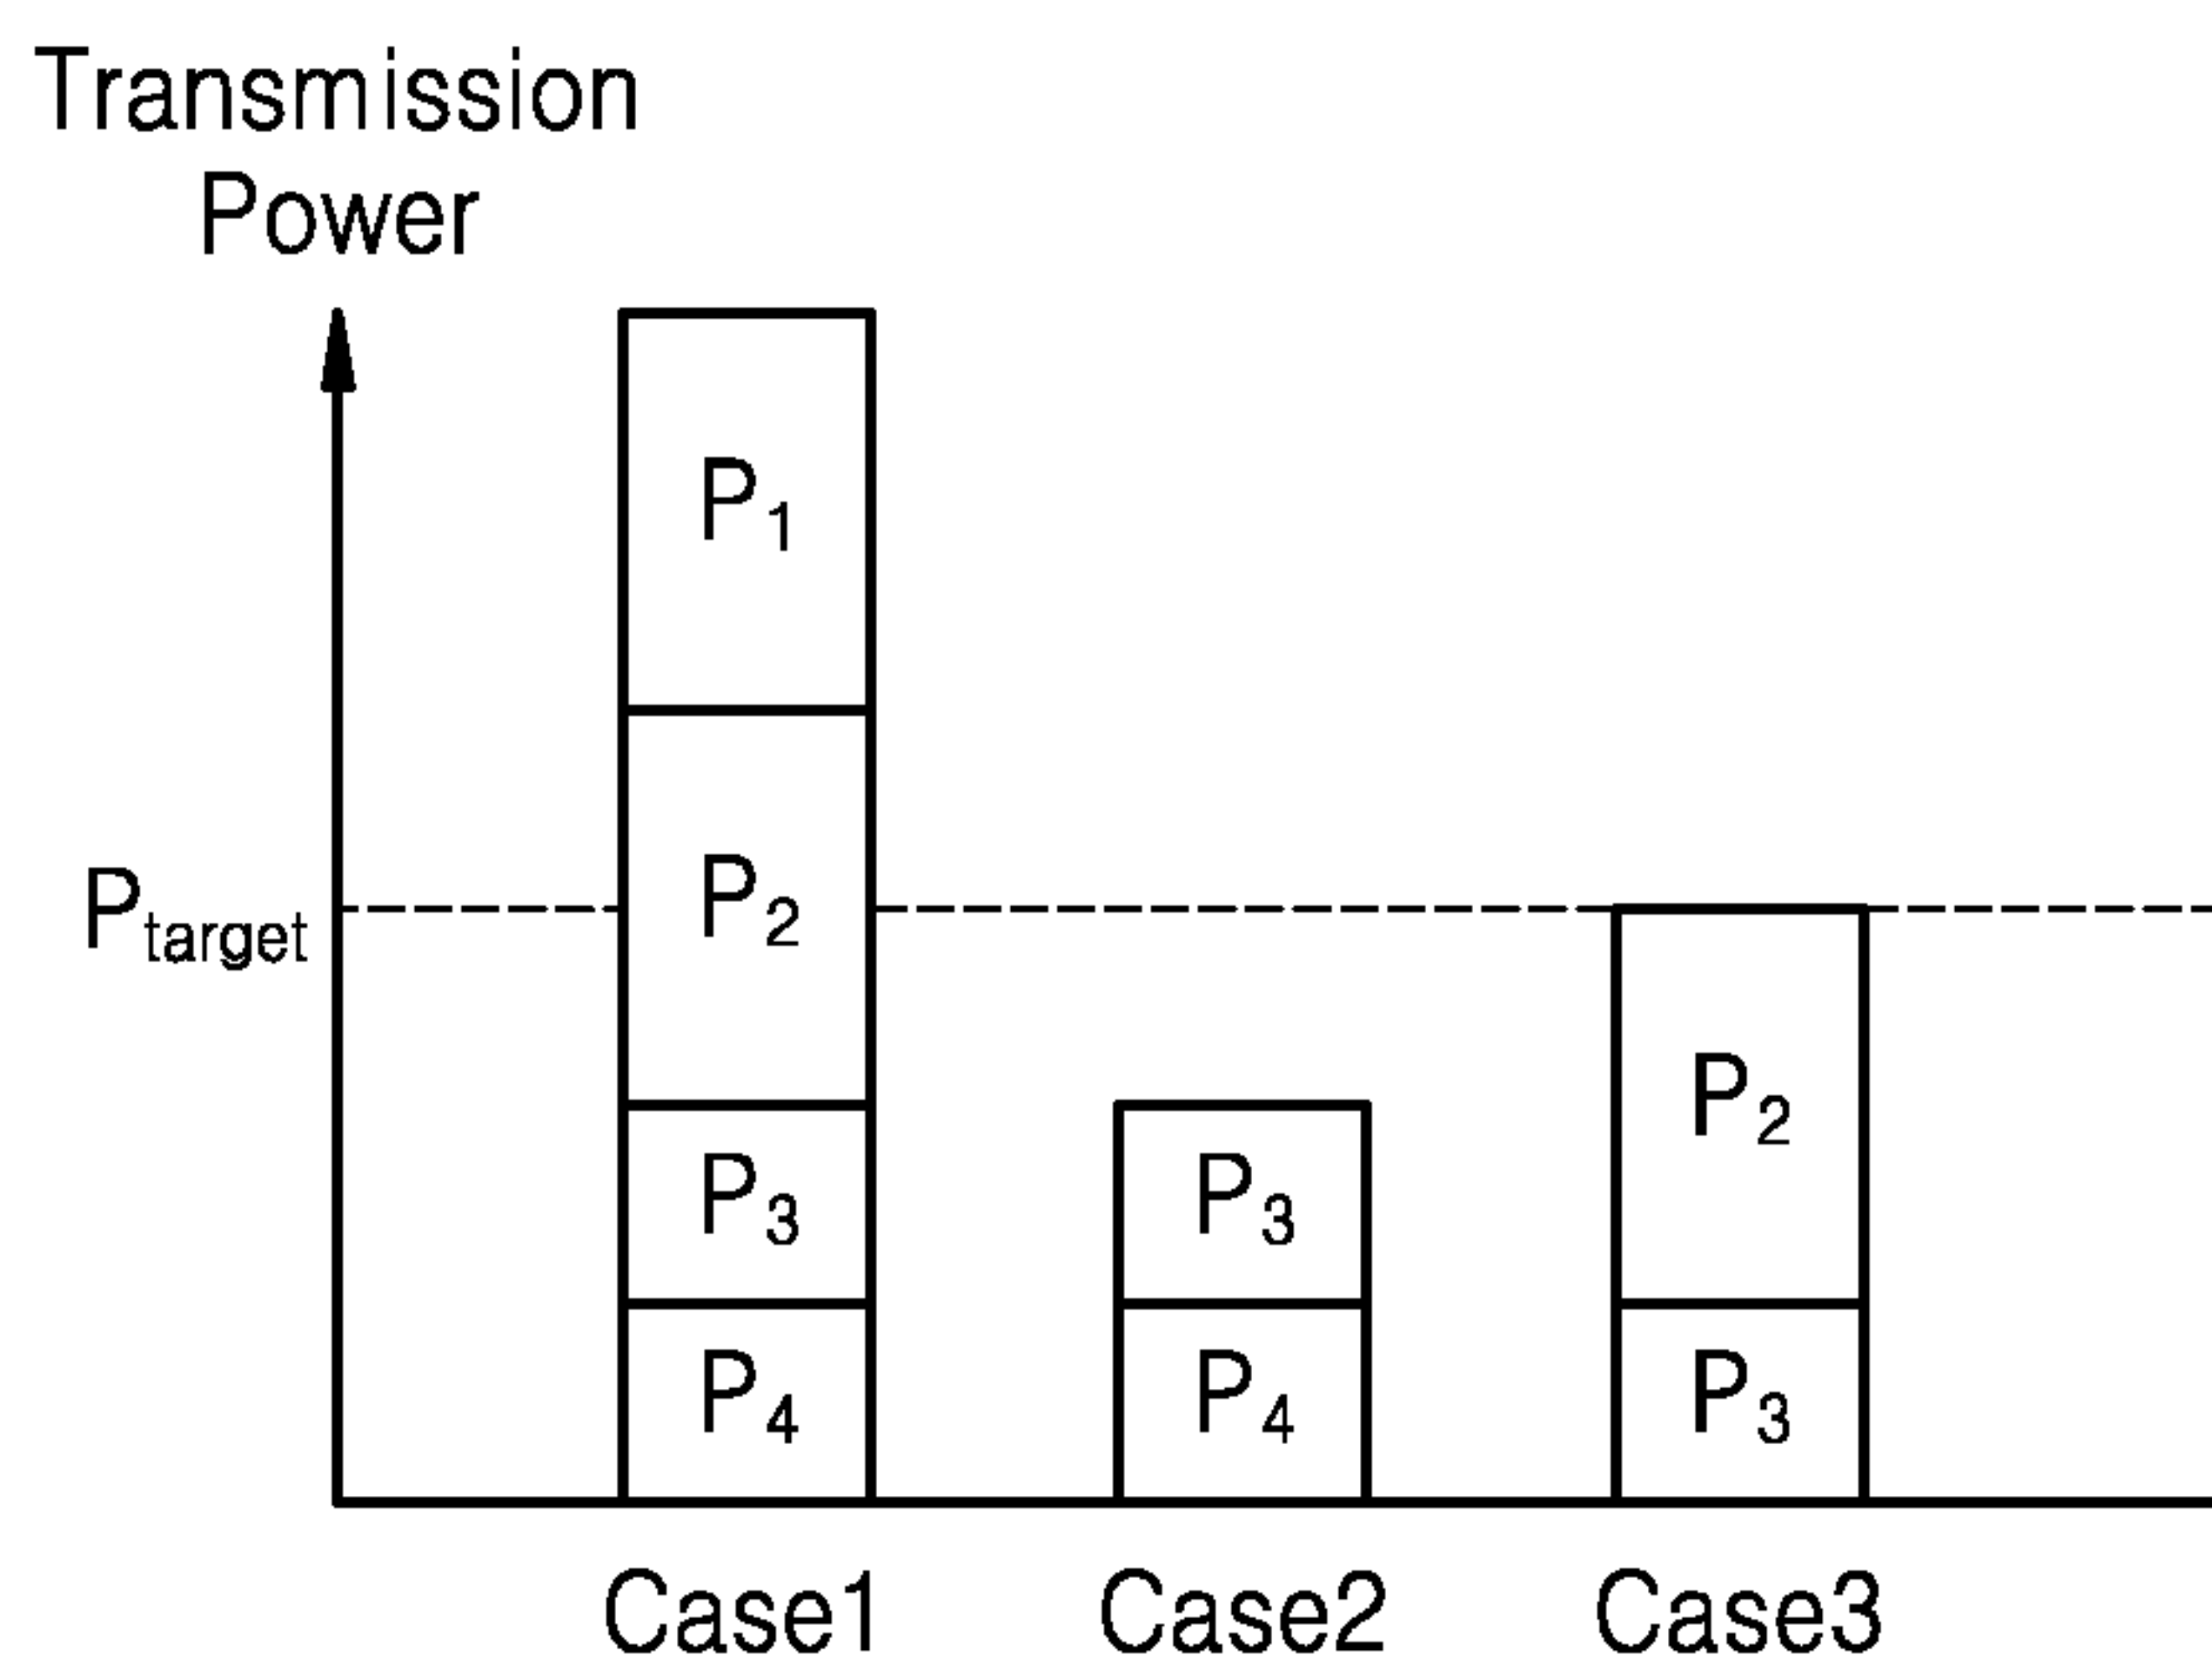 Transmission
Power
P1
P2
Ptarget
P2
P3
P3
P3
P4
P4
Case1
Case2
Case3